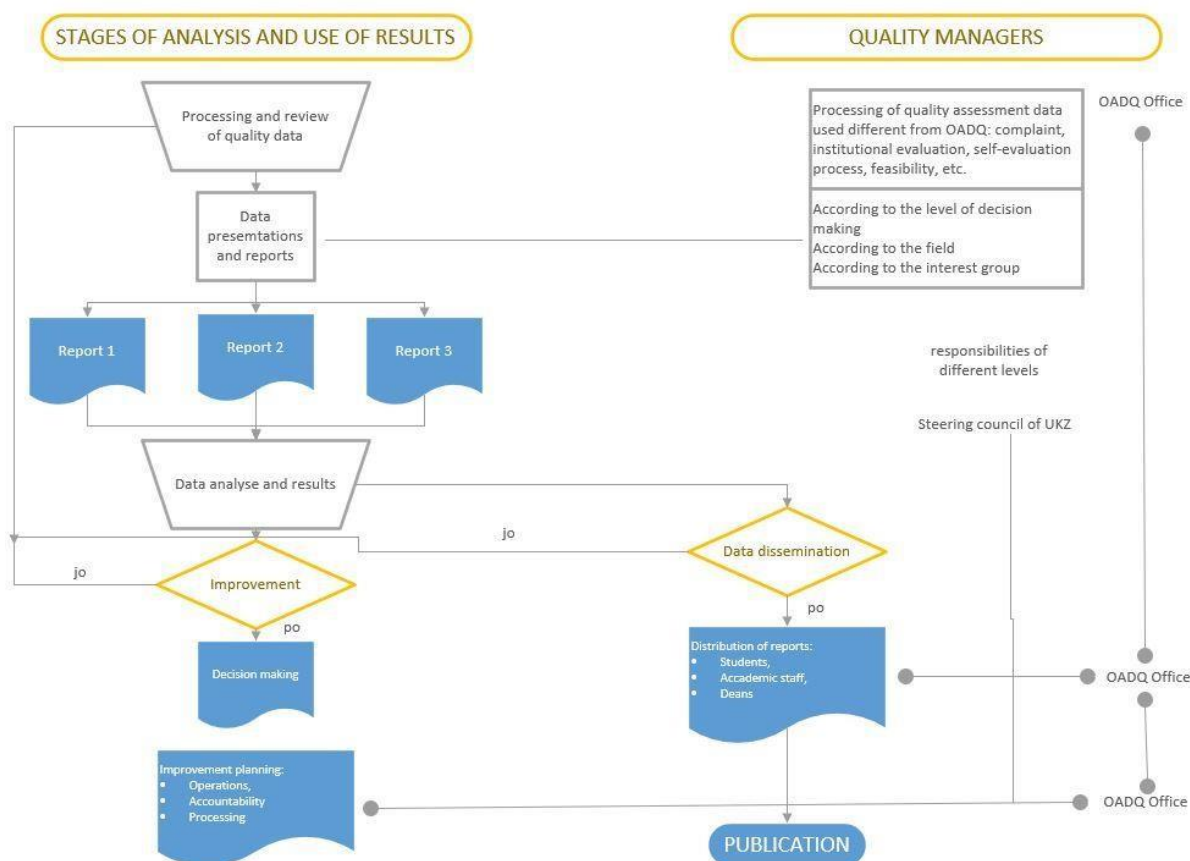 STAGES OF ANALYSIS AND USE OF RESULTS
QUALITY MANAGERS
Processing and review
of quality data
Processing of quality assessment data
used different from OADQ: complaint,
institutional evaluation, self-evaluation
process, feasibility, etc.
OADQ Office
Data
presemtations
and reports
According to the level of decision
making
According to the field
According to the interest group
Report 1
Report 2
Report 3
responsibilities of
different levels
Steering council of UKZ
Data analyse and results
jo
Data dissemination
jo
Improvement
po
po
Decision making
Distribution of reports:
• Students,
• Accademic staff,
• Deans
OADQ Office
Improvement planning:
• Operations,
• Accountability
• Processing
OADQ Office
PUBLICATION